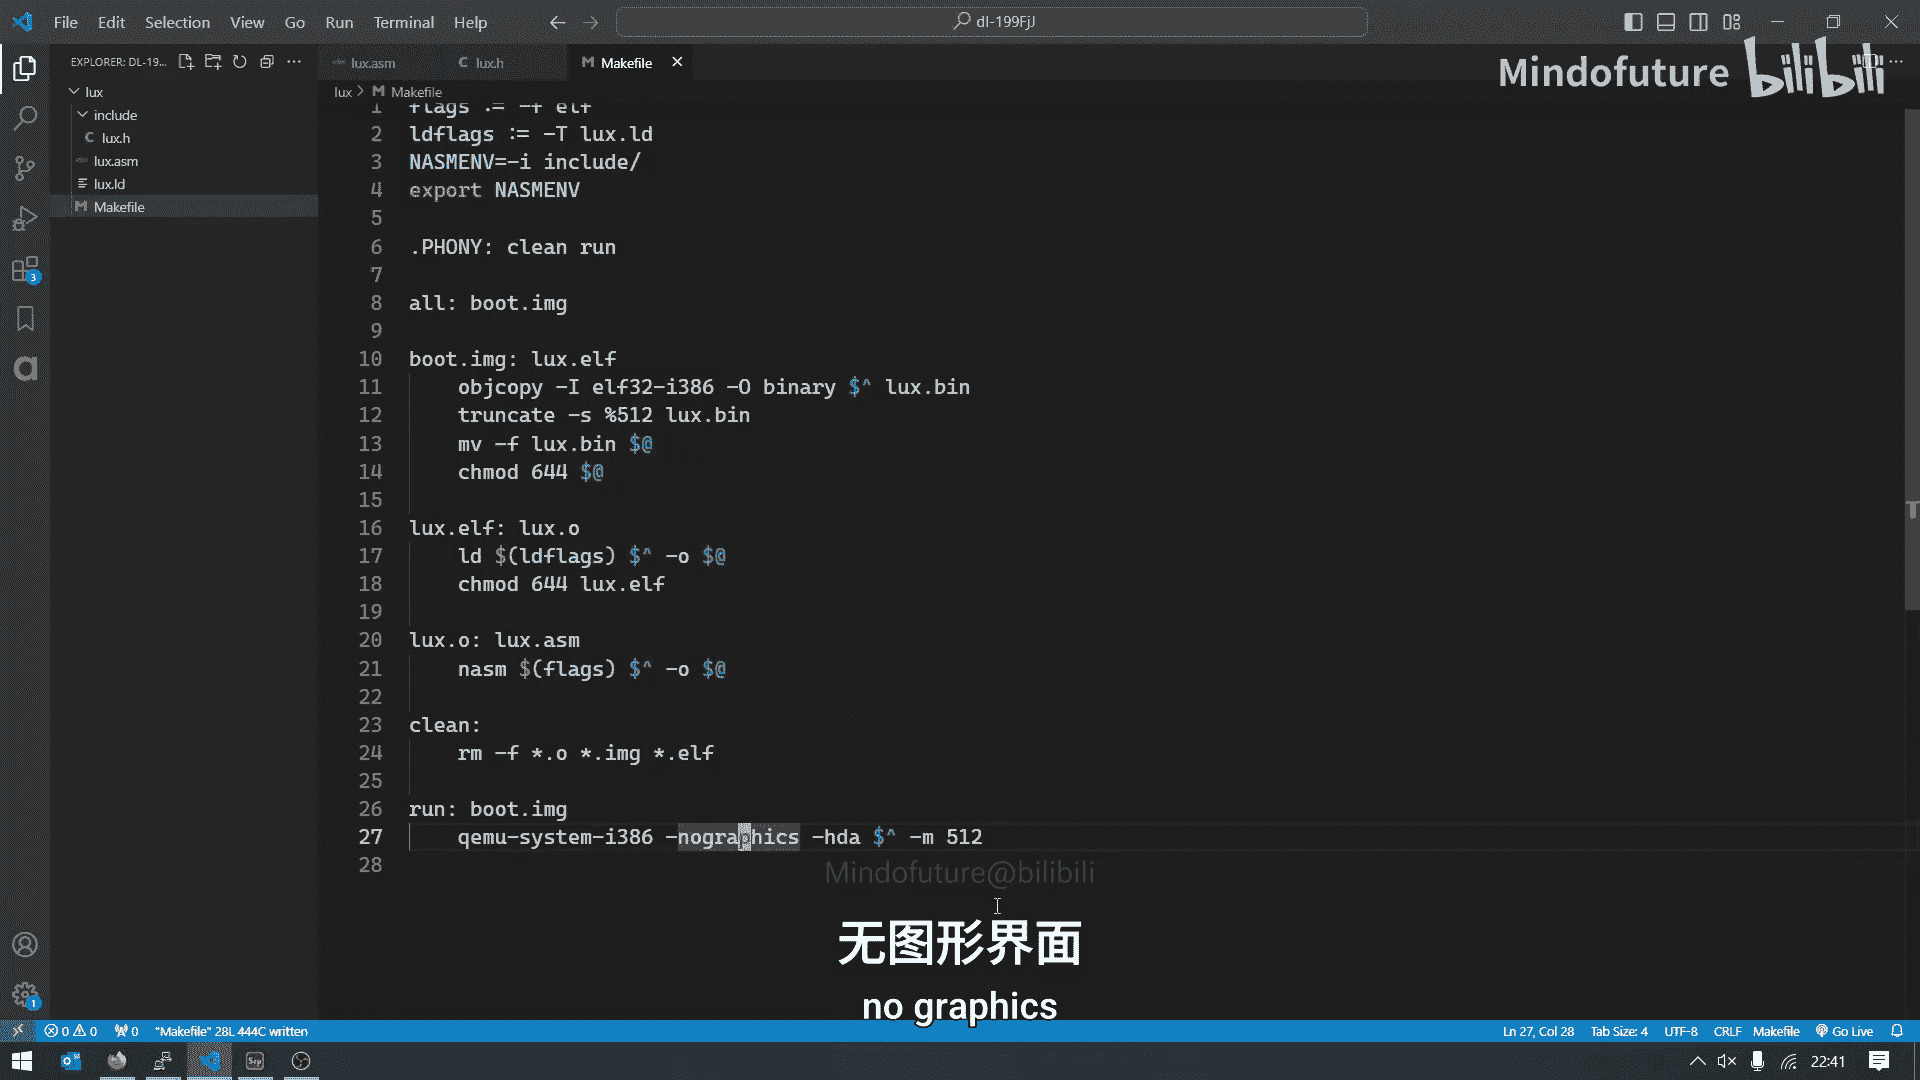 File Edit Selection View Go Run Terminal Help
dl-199FjJ
EXPLORER: DL-19...
lux.asm
lux.h
Makefile
Mindofuture bilibili
lux > Makefile
lux
include
lux.h
lux.asm
lux.ld
Makefile
1 flags := -f elf
2 ldflags := -T lux.ld
3 NASMENV=-i include/
4 export NASMENV
5
6 .PHONY: clean run
7
8 all: boot.img
9
10 boot.img: lux.elf
11 objcopy -I elf32-i386 -O binary $^ lux.bin
12 truncate -s %512 lux.bin
13 mv -f lux.bin $@
14 chmod 644 $@
15
16 lux.elf: lux.o
17 ld $(ldflags) $^ -o $@
18 chmod 644 lux.elf
19
20 lux.o: lux.asm
21 nasm $(flags) $^ -o $@
22
23 clean:
24 rm -f *.o *.img *.elf
25
26 run: boot.img
27 qemu-system-i386 -nographics -hda $^ -m 512
28
Mindofuture@bilibili
无图形界面
no graphics
0 0 0 "Makefile" 28L 444C written
Ln 27, Col 28 Tab Size: 4 UTF-8 CRLF Makefile Go Live
22:41